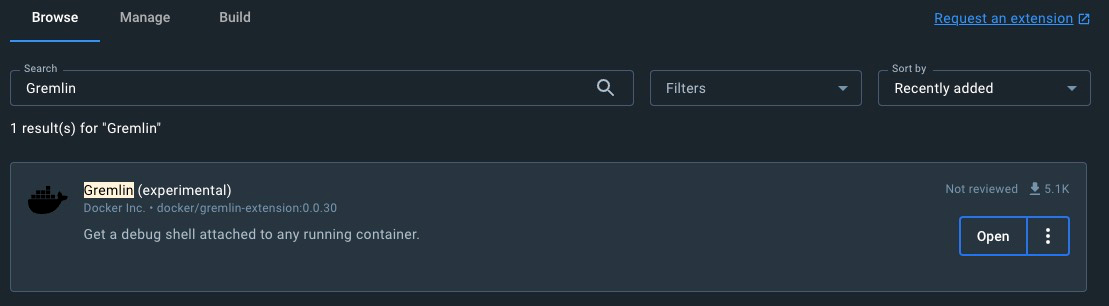 Browse Manage Build Request an extension
Search Sort by
Gremlin Filters Recently added
1 result(s) for "Gremlin"
Gremlin (experimental) Not reviewed 5.1K
Docker Inc. • docker/gremlin-extension:0.0.30
Get a debug shell attached to any running container. Open